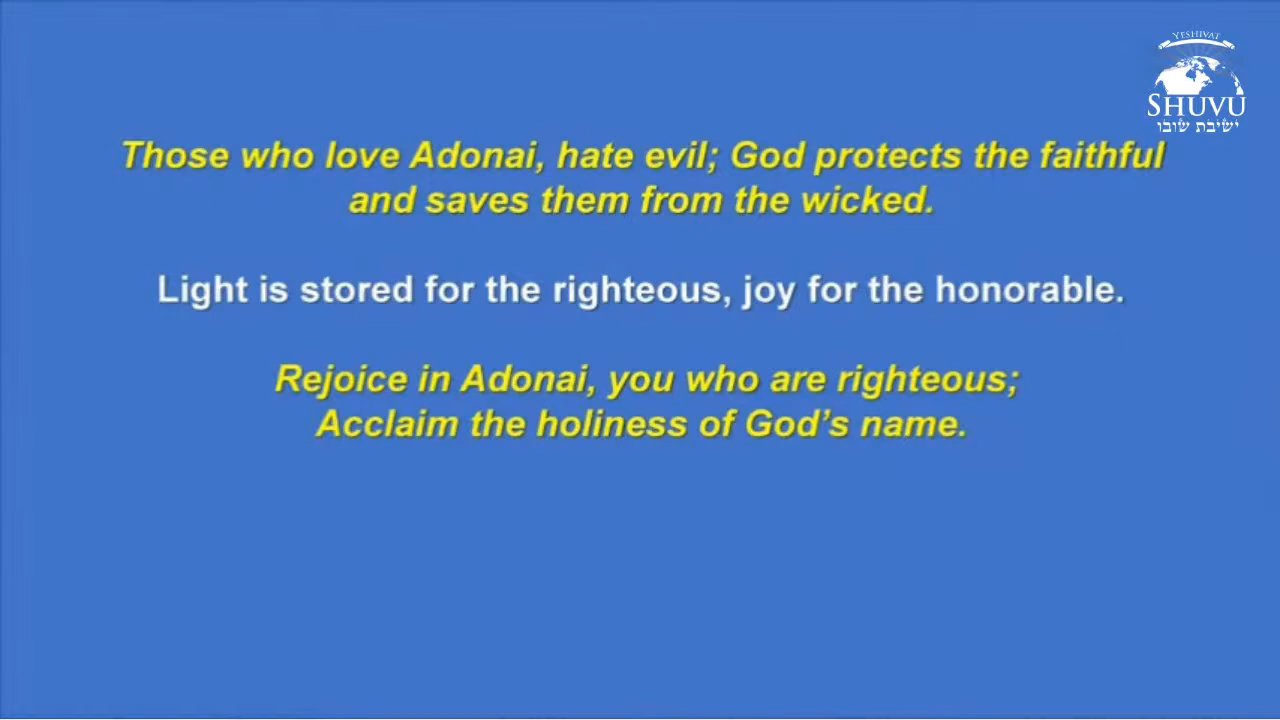 YESHIVAT
SHUVU
ישיבת שובו
Those who love Adonai, hate evil; God protects the faithful
and saves them from the wicked.
Light is stored for the righteous, joy for the honorable.
Rejoice in Adonai, you who are righteous;
Acclaim the holiness of God’s name.